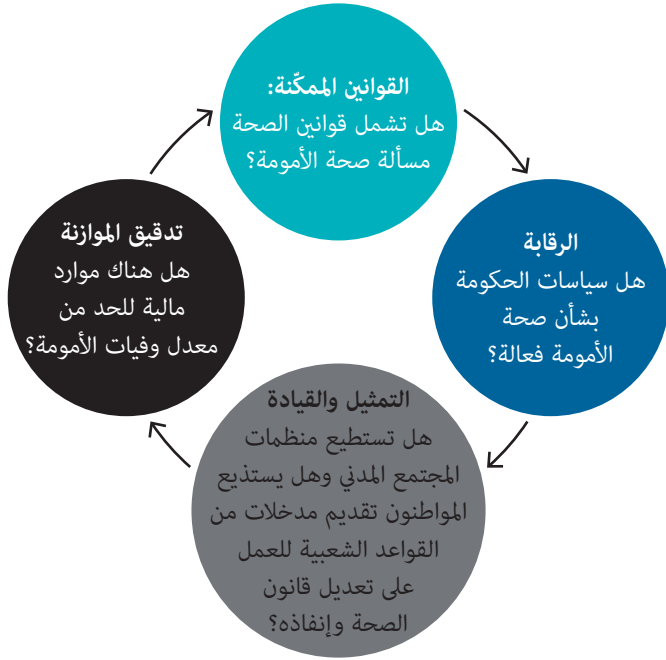 القوانين الممكّنة:
هل تشمل قوانين الصحة
مسألة صحة الأمومة؟
الرقابة
هل سياسات الحكومة
بشأن صحة
الأمومة فعالة؟
التمثيل والقيادة
هل تستطيع منظمات
المجتمع المدني وهل يستذيع
المواطنون تقديم مدخلات من
القواعد الشعبية للعمل
على تعديل قانون
الصحة وإنفاذه؟
تدقيق الموازنة
هل هناك موارد
مالية للحد من
معدل وفيات الأمومة؟